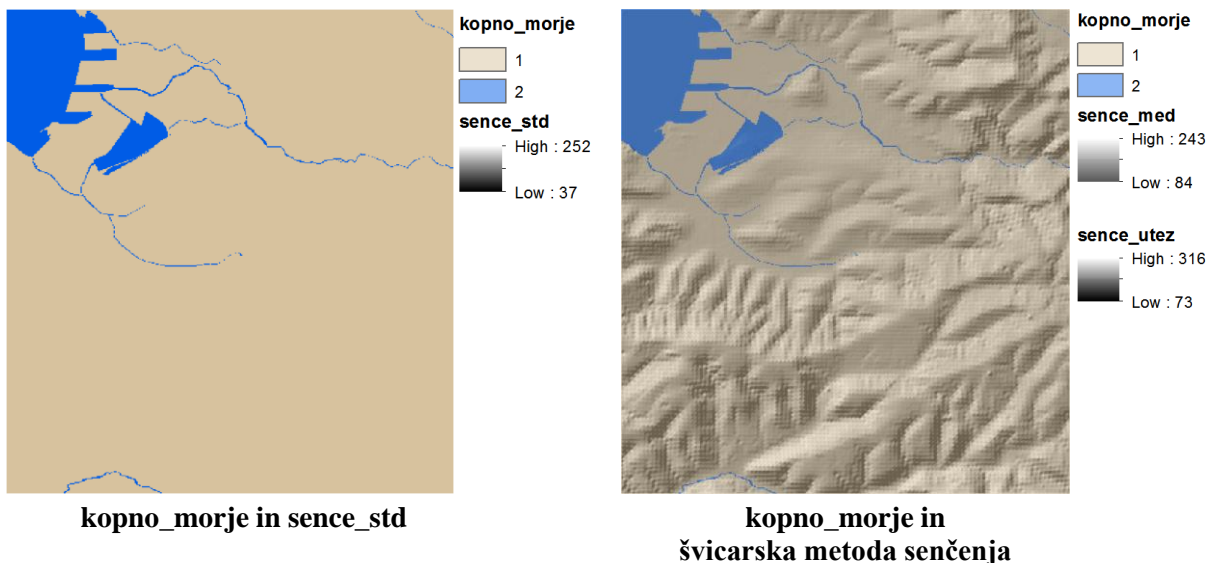 kopno_morje
1
2
sence_std
High : 252
Low : 37
kopno_morje in sence_std
kopno_morje
1
2
sence_med
High : 243
Low : 84
sence_utez
High : 316
Low : 73
kopno_morje in
švicarska metoda senčenja